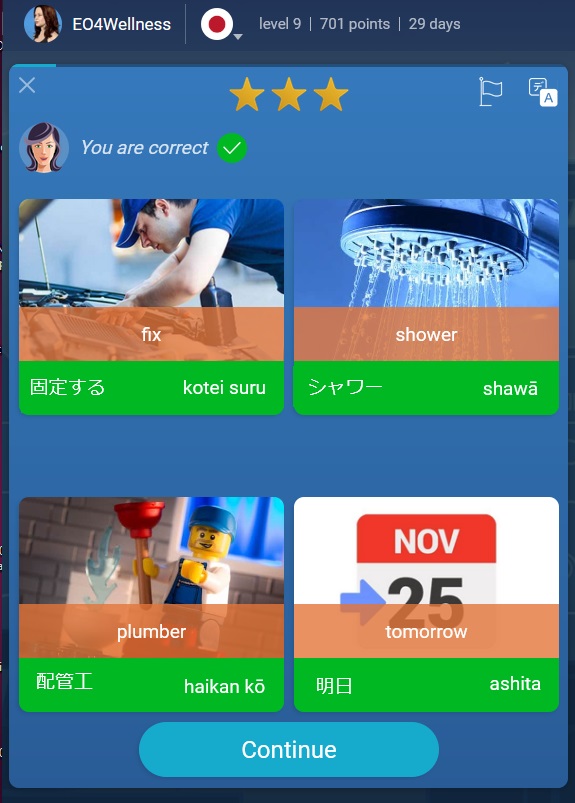 EO4Wellness level 9 | 701 points | 29 days
デ A
You are correct
fix
固定する kotei suru
shower
シャワー shawā
plumber
配管工 haikan kō
NOV
25
tomorrow
明日 ashita
Continue